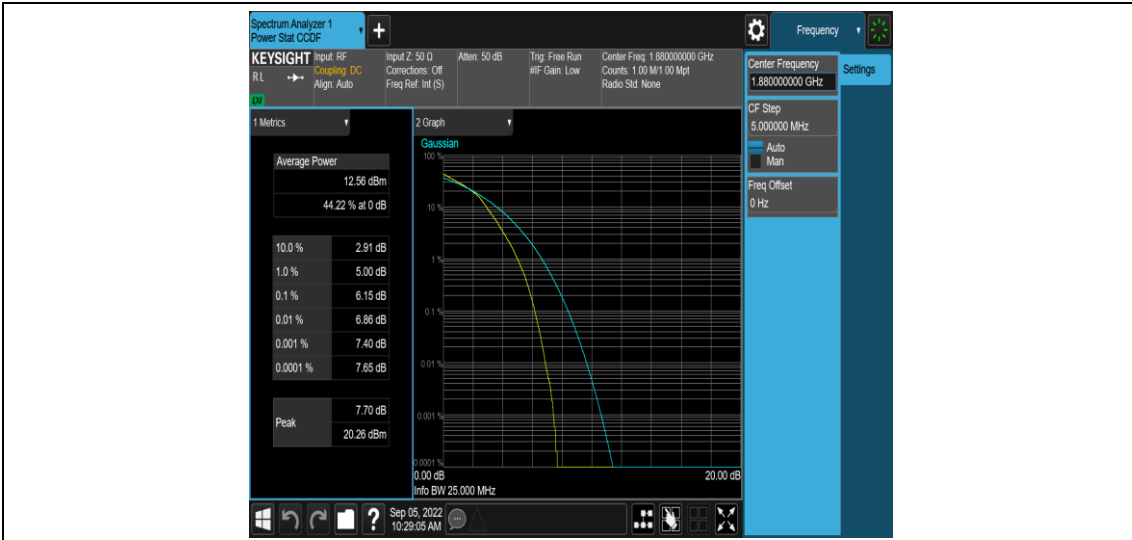 Spectrum Analyzer 1
Power Stat CCDF
+
Frequency
KEYSIGHT
RL
LXI
Input: RF
Coupling: DC
Align: Auto
Input Z: 50 Ω
Corrections: Off
Freq Ref: Int (S)
Atten: 50 dB
Trig: Free Run
#IF Gain: Low
Center Freq: 1.880000000 GHz
Counts: 1.00 M/1.00 Mpt
Radio Std: None
Center Frequency
1.880000000 GHz
Settings
CF Step
5.000000 MHz
Auto
Man
Freq Offset
0 Hz
1 Metrics
Average Power
12.56 dBm
44.22 % at 0 dB
10.0 % 2.91 dB
1.0 % 5.00 dB
0.1 % 6.15 dB
0.01 % 6.86 dB
0.001 % 7.40 dB
0.0001 % 7.65 dB
Peak 7.70 dB
20.26 dBm
2 Graph
Gaussian
100 %
10 %
1 %
0.1 %
0.01 %
0.001 %
0.0001 %
0.00 dB 20.00 dB
Info BW 25.000 MHz
?
Sep 05, 2022
10:29:05 AM